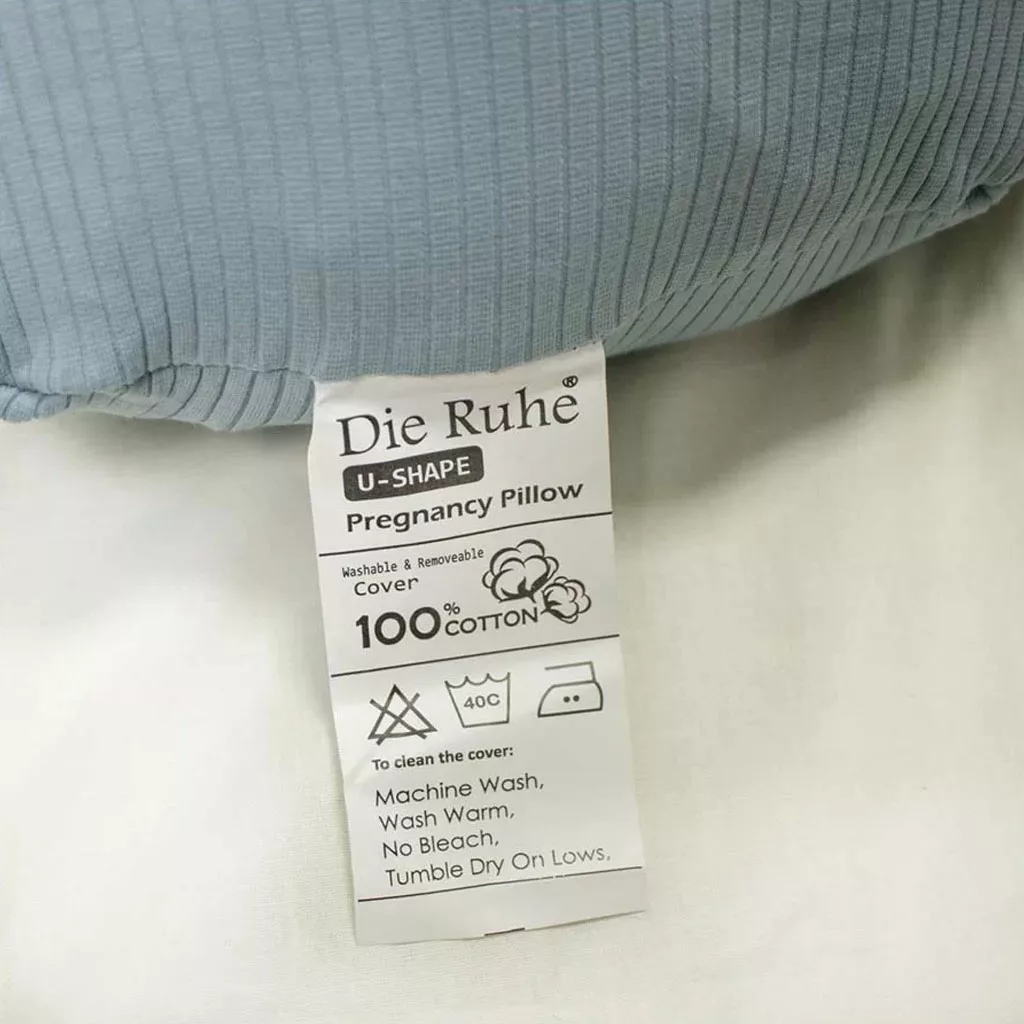 Die Ruhe®
U-SHAPE
Pregnancy Pillow
Washable & Removeable
Cover
100% COTTON
40C
To clean the cover:
Machine Wash,
Wash Warm,
No Bleach,
Tumble Dry On Lows,